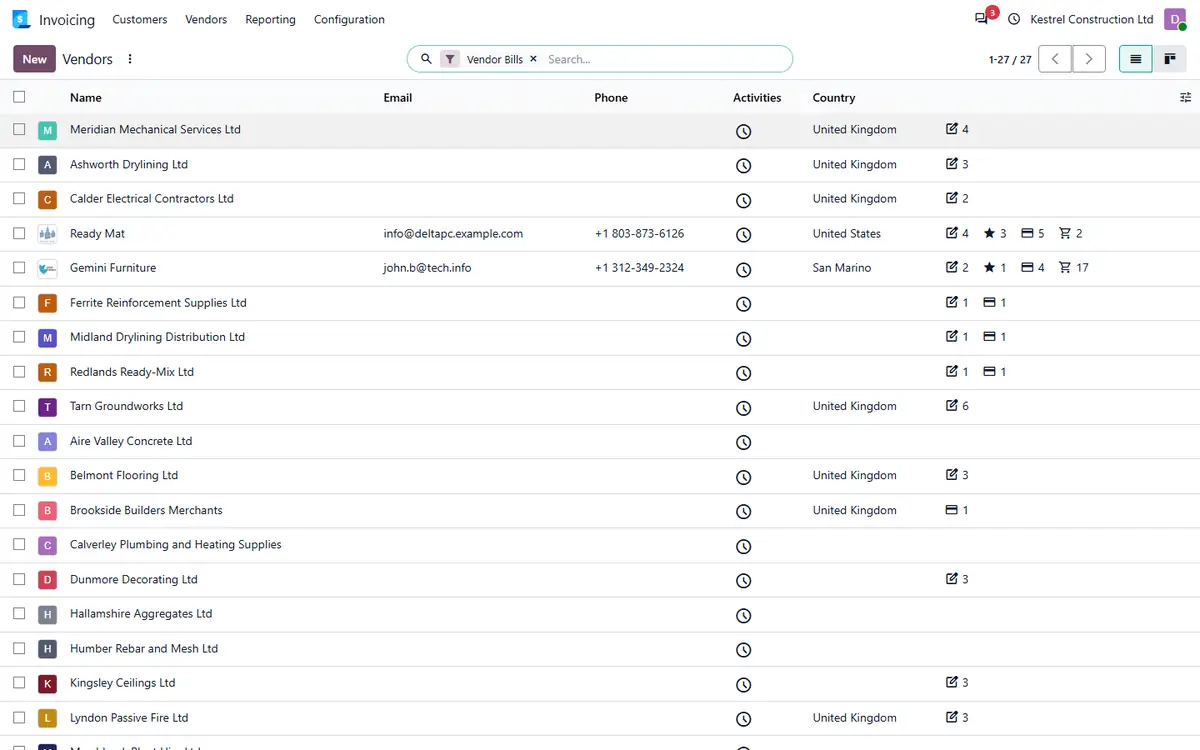 Invoicing Customers Vendors Reporting Configuration 3 Kestrel Construction Ltd D
New Vendors Vendor Bills × Search... 1-27 / 27
Name Email Phone Activities Country
M Meridian Mechanical Services Ltd United Kingdom 4
A Ashworth Drylining Ltd United Kingdom 3
C Calder Electrical Contractors Ltd United Kingdom 2
Ready Mat info@deltapc.example.com +1 803-873-6126 United States 4 3 5 2
Gemini Furniture john.b@tech.info +1 312-349-2324 San Marino 2 1 4 17
F Ferrite Reinforcement Supplies Ltd 1 1
M Midland Drylining Distribution Ltd 1 1
R Redlands Ready-Mix Ltd 1 1
T Tarn Groundworks Ltd United Kingdom 6
A Aire Valley Concrete Ltd
B Belmont Flooring Ltd United Kingdom 3
B Brookside Builders Merchants United Kingdom 1
C Calverley Plumbing and Heating Supplies
D Dunmore Decorating Ltd 3
H Hallamshire Aggregates Ltd
H Humber Rebar and Mesh Ltd
K Kingsley Ceilings Ltd 3
L Lyndon Passive Fire Ltd United Kingdom 3